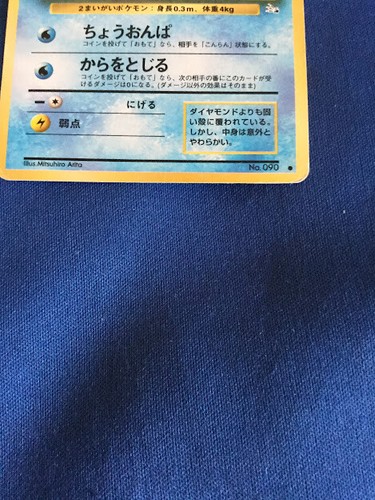 2まいがいポケモン：身長0.3m、体重4kg
ちょうおんぱ
コインを投げて「おもて」なら、相手を「こんらん」状態にする。
からをとじる
コインを投げて「おもて」なら、次の相手の番にこのカードが受
けるダメージは0になる。(ダメージ以外の効果はそのまま)
にげる
弱点
ダイヤモンドよりも固
い殻に覆われている。
しかし、中身は意外と
やわらかい。
Illus.Mitsuhiro Arita
No.090